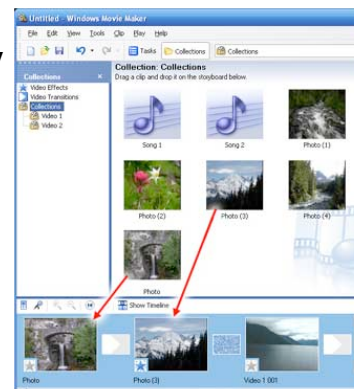 Untitled - Windows Movie Maker
File Edit View Tools Clip Play Help
Tasks Collections Collections
Collections ×
Video Effects
Video Transitions
Collections
Video 1
Video 2
Collection: Collections
Drag a clip and drop it on the storyboard below.
Song 1 Song 2 Photo (1)
Photo (2) Photo (3) Photo (4)
Photo
Show Timeline
Photo Photo (3) Video 1 001